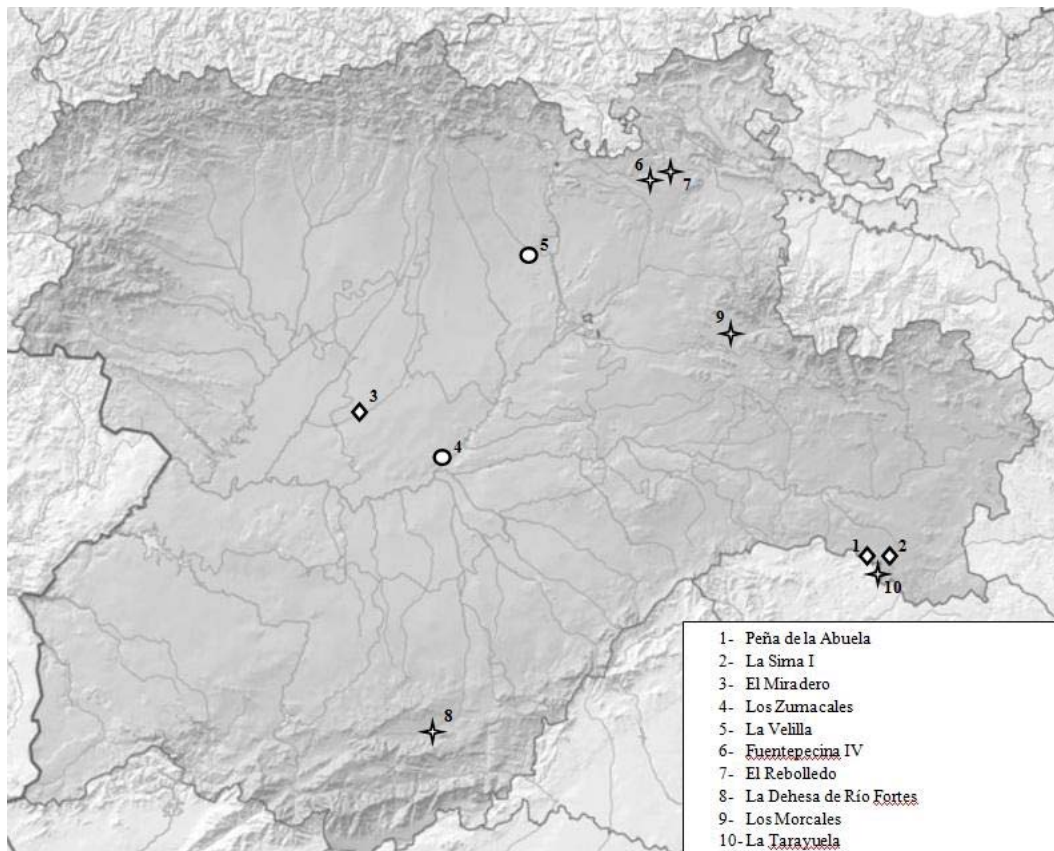 6
7
5
9
3
4
1
2
10
8
1- Peña de la Abuela
2- La Sima I
3- El Miradero
4- Los Zumacales
5- La Velilla
6- Fuentepecina IV
7- El Rebolledo
8- La Dehesa de Río Fortes
9- Los Morcales
10-La Tarayuela